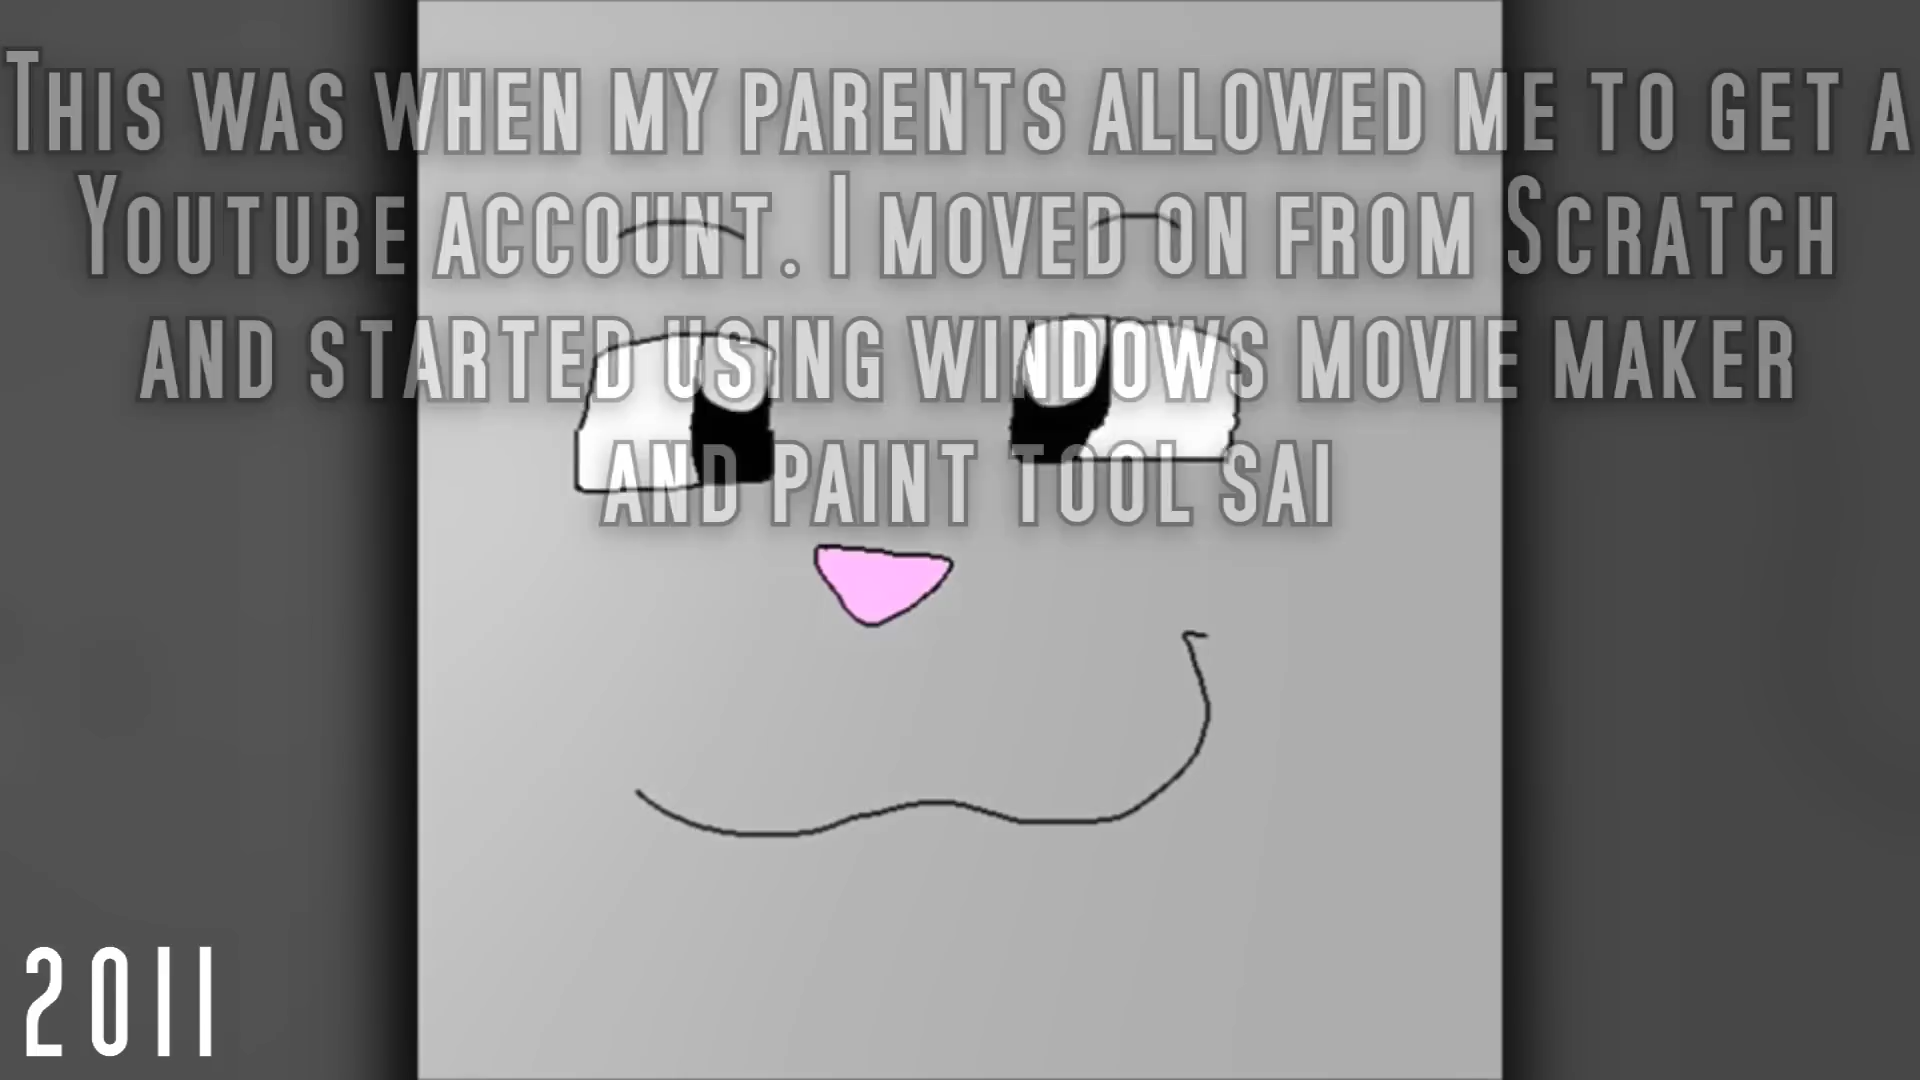 This was when my parents allowed me to get a
Youtube account. I moved on from Scratch
and started using windows movie maker
and paint tool sai
2011